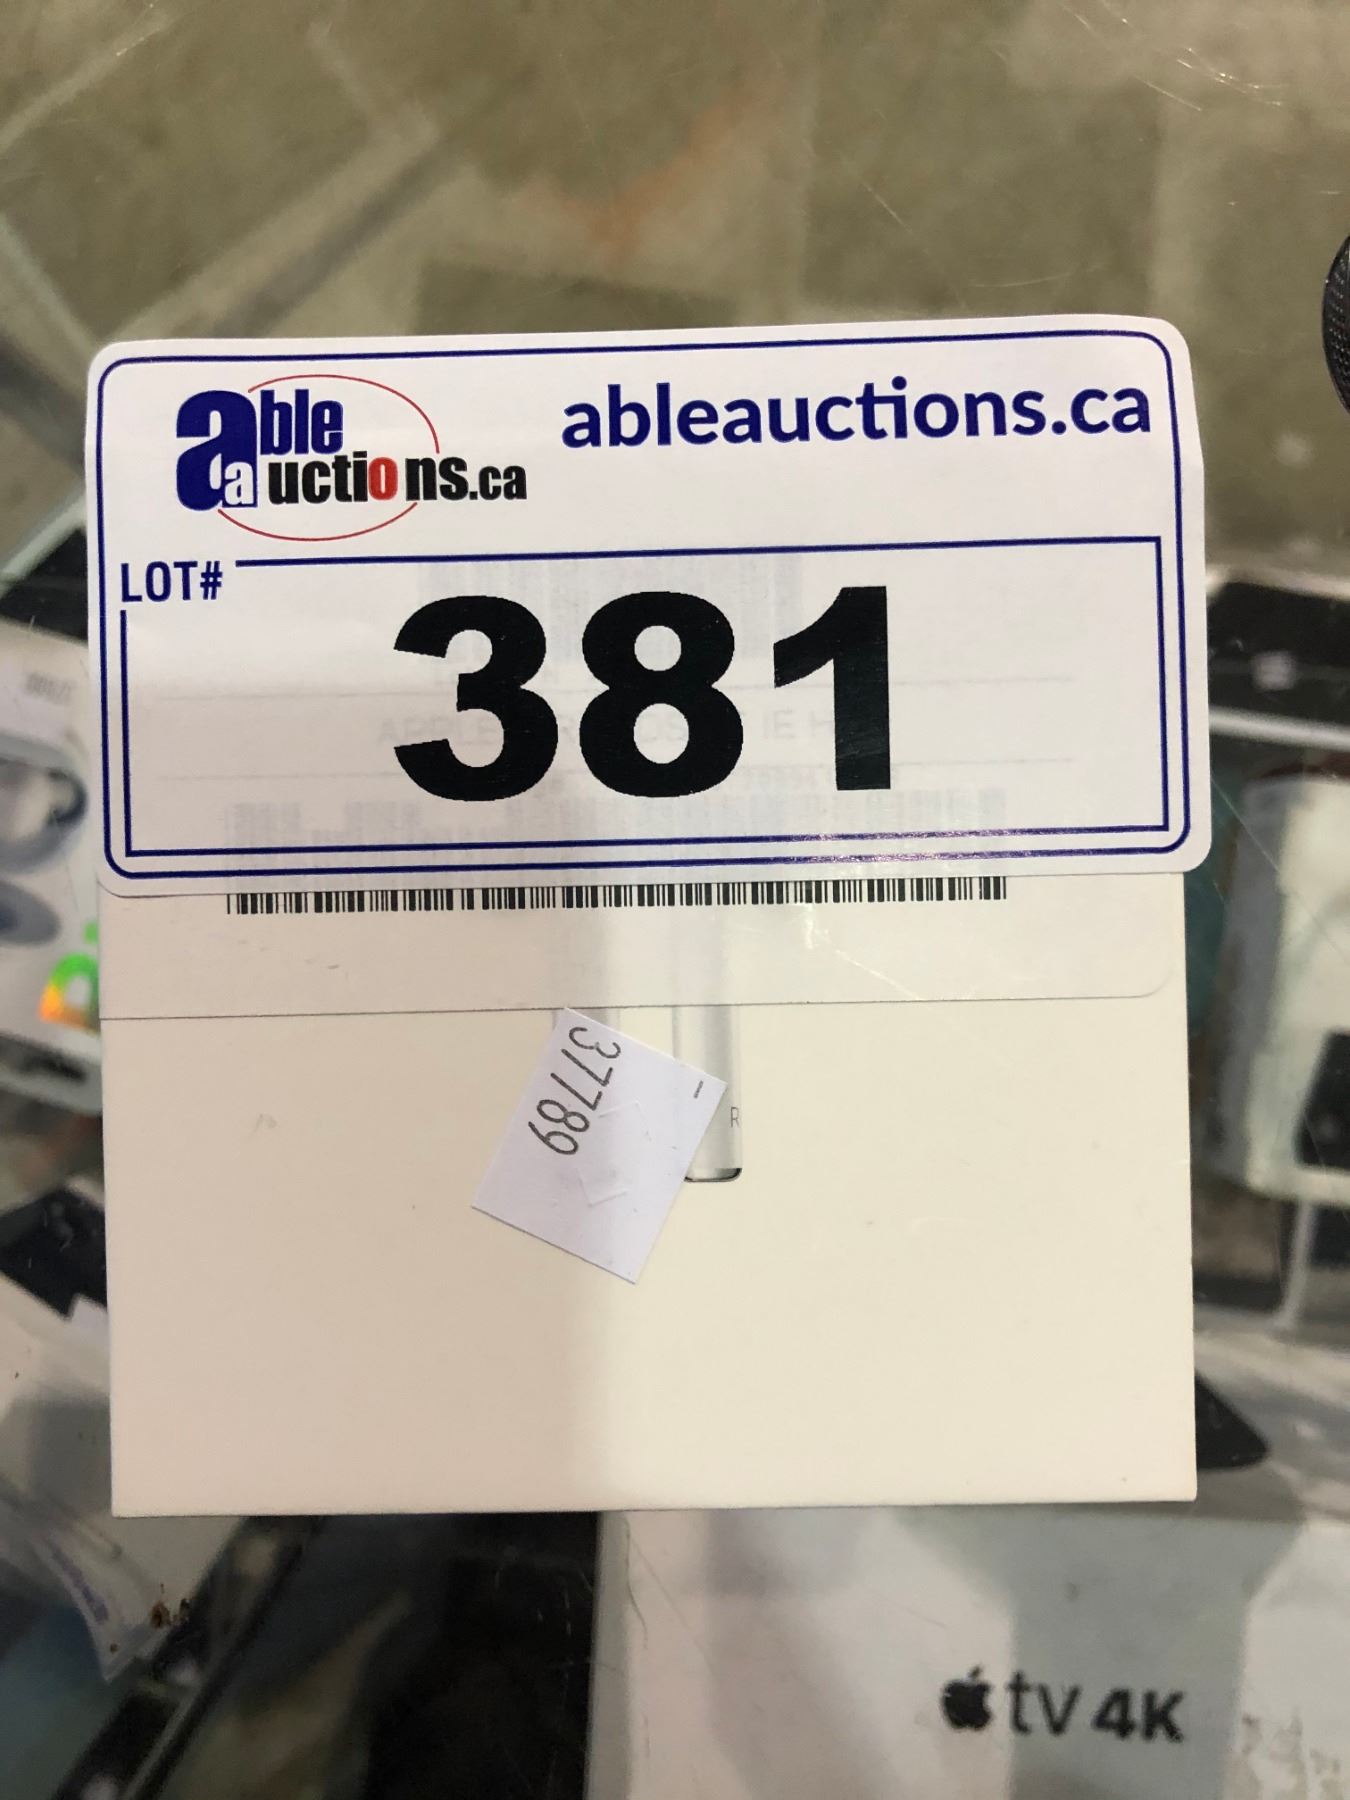 able
auctions.ca
ableauctions.ca
LOT#
381
37789
R
tv 4K